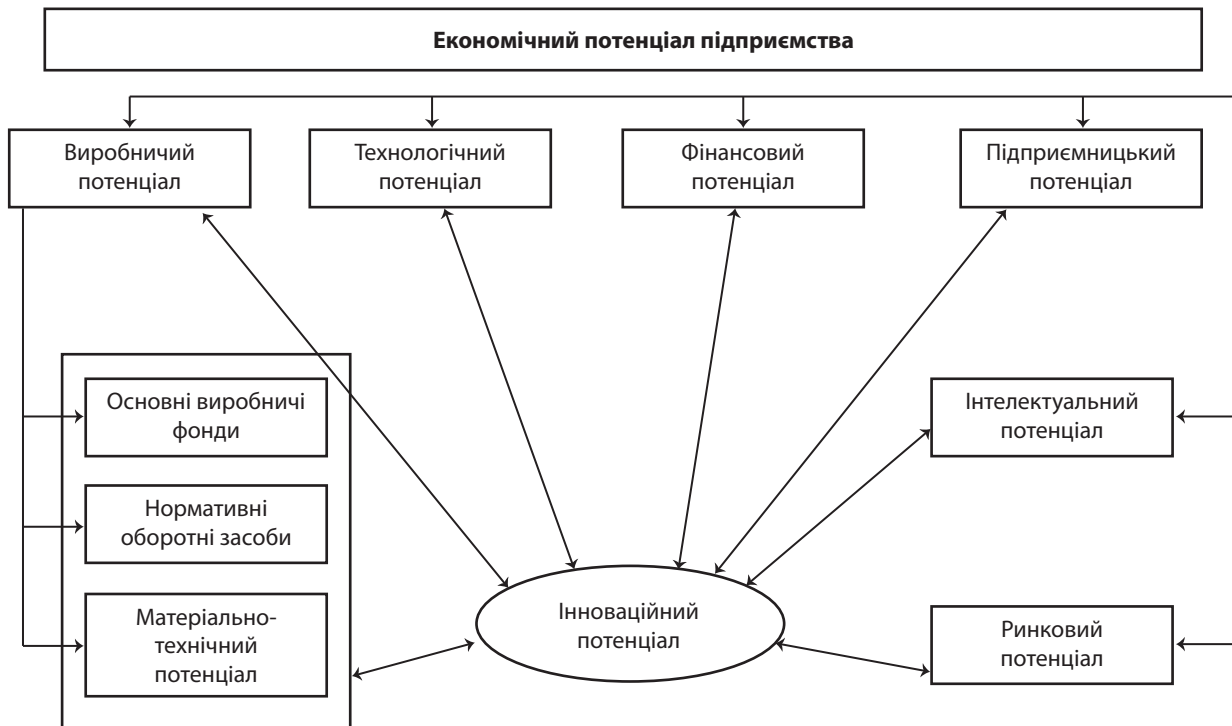 Економічний потенціал підприємства
Виробничий
потенціал
Технологічний
потенціал
Фінансовий
потенціал
Підприємницький
потенціал
Основні виробничі
фонди
Інтелектуальний
потенціал
Нормативні
оборотні засоби
Матеріально-
технічний
потенціал
Інноваційний
потенціал
Ринковий
потенціал